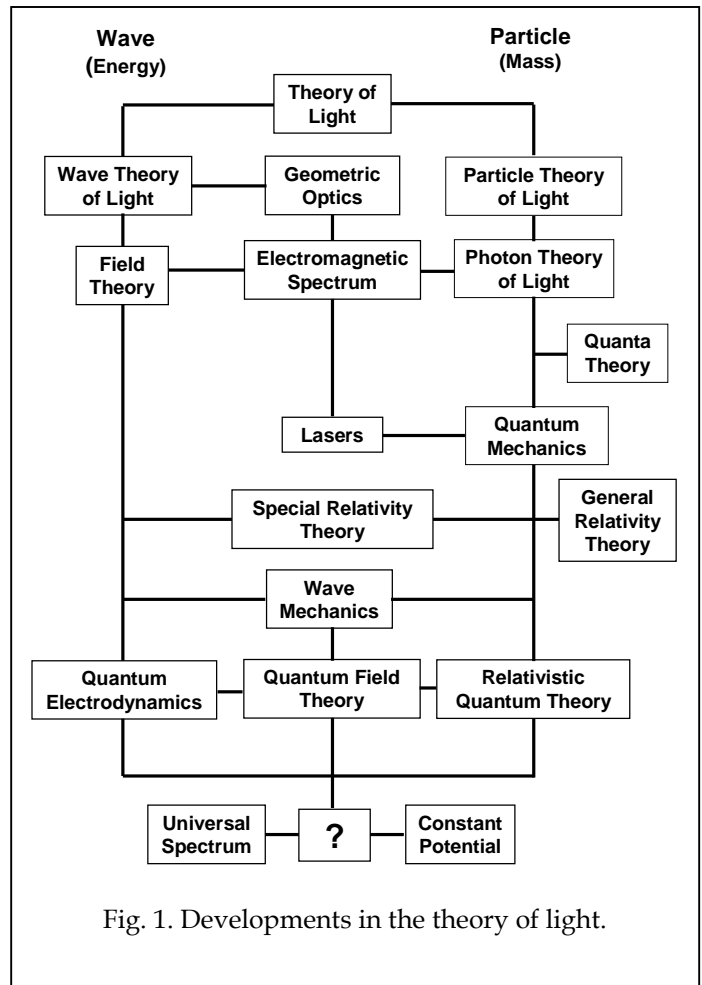 Wave
(Energy)
Particle
(Mass)
Theory of
Light
Wave Theory
of Light
Geometric
Optics
Particle Theory
of Light
Field
Theory
Electromagnetic
Spectrum
Photon Theory
of Light
Quanta
Theory
Lasers
Quantum
Mechanics
Special Relativity
Theory
General
Relativity
Theory
Wave
Mechanics
Quantum
Electrodynamics
Quantum Field
Theory
Relativistic
Quantum Theory
Universal
Spectrum
?
Constant
Potential
Fig. 1. Developments in the theory of light.